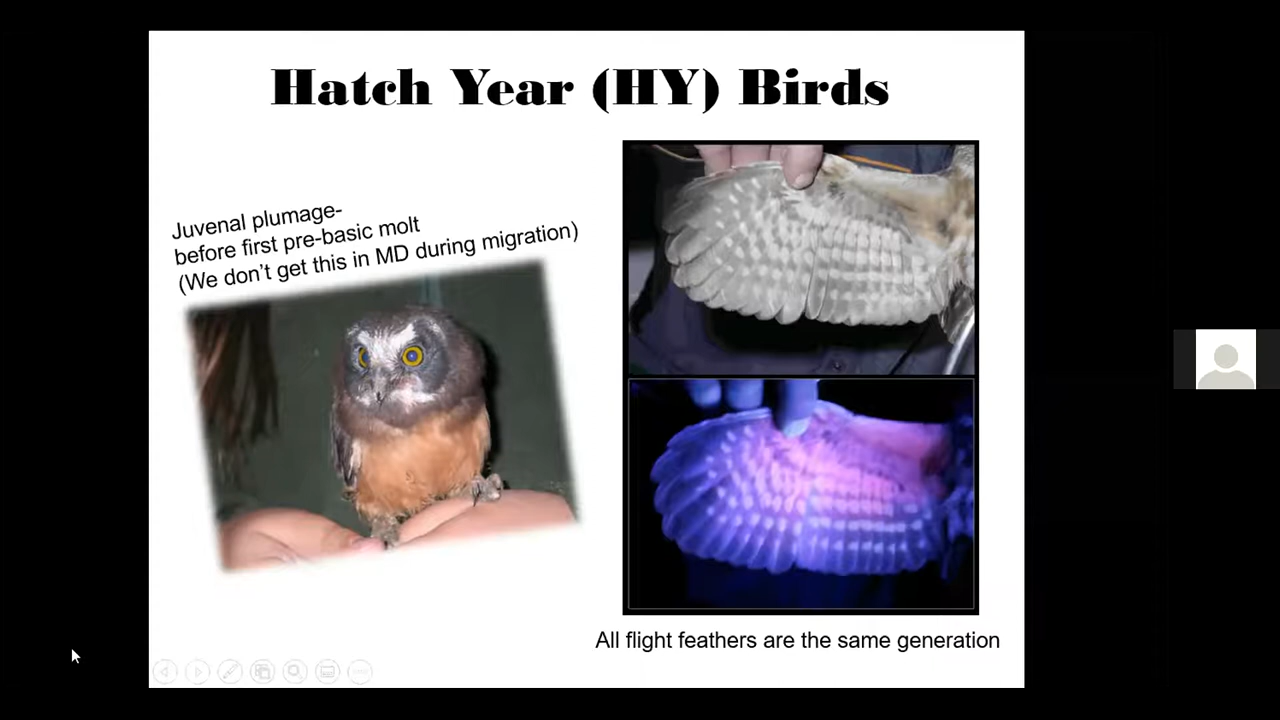 Hatch Year (HY) Birds
Juvenal plumage-
before first pre-basic molt
(We don't get this in MD during migration)
All flight feathers are the same generation